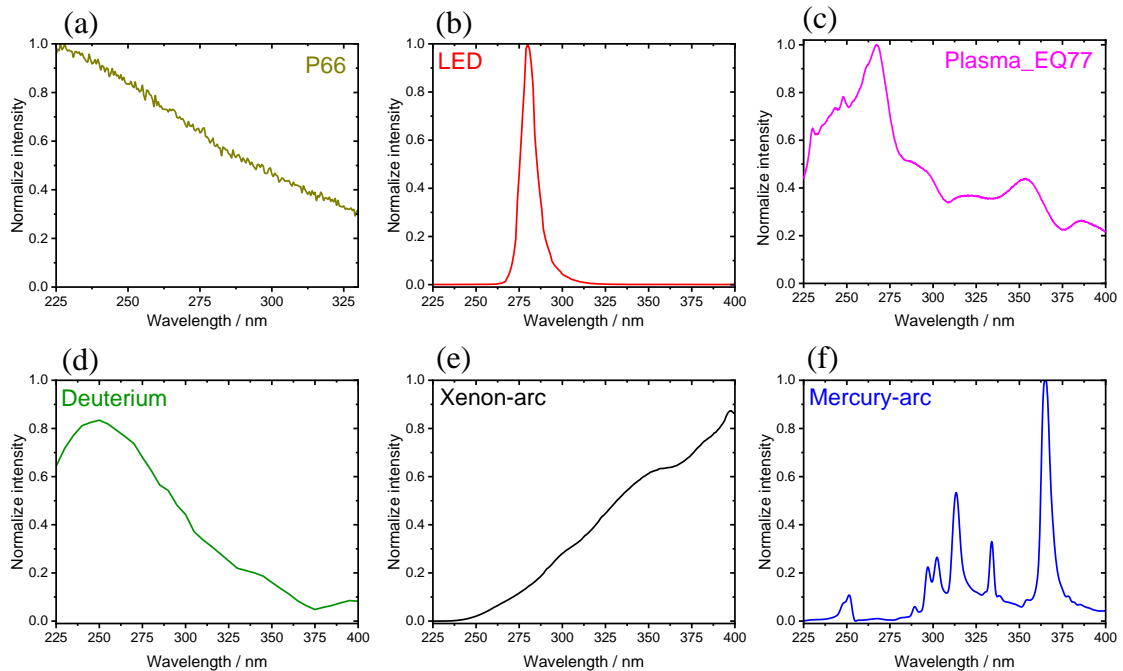 (a)
1.0
0.8
0.6
0.4
0.2
0.0
Normalize intensity
P66
225 250 275 300 330
Wavelength / nm
(b)
1.0
0.8
0.6
0.4
0.2
0.0
Normalize intensity
LED
225 250 275 300 325 350 375 400
Wavelength / nm
(c)
1.0
0.8
0.6
0.4
0.2
0.0
Normalize intensity
Plasma_EQ77
225 250 275 300 325 350 375 400
Wavelength / nm
(d)
1.0
0.8
0.6
0.4
0.2
0.0
Normalize intensity
Deuterium
225 250 275 300 325 350 375 400
Wavelength / nm
(e)
1.0
0.8
0.6
0.4
0.2
0.0
Normalize intensity
Xenon-arc
225 250 275 300 325 350 375 400
Wavelength / nm
(f)
1.0
0.8
0.6
0.4
0.2
0.0
Normalize intensity
Mercury-arc
225 250 275 300 325 350 375 400
Wavelength / nm